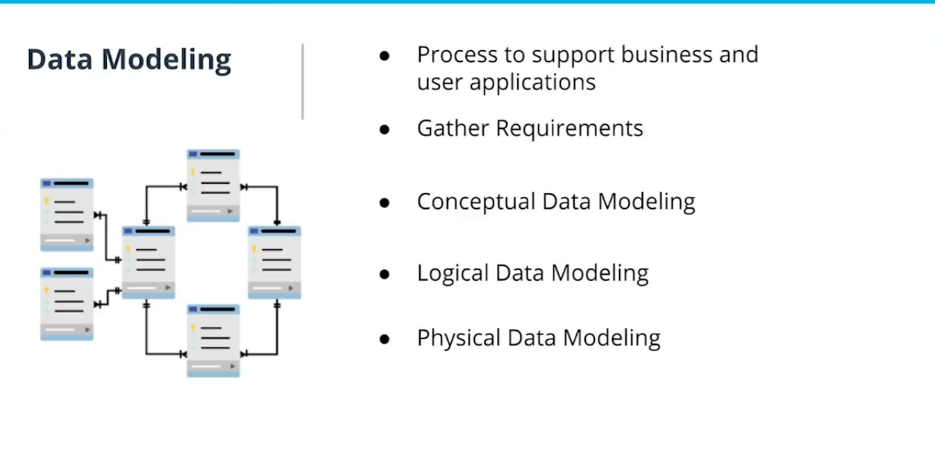 Data Modeling
● Process to support business and
user applications
● Gather Requirements
● Conceptual Data Modeling
● Logical Data Modeling
● Physical Data Modeling